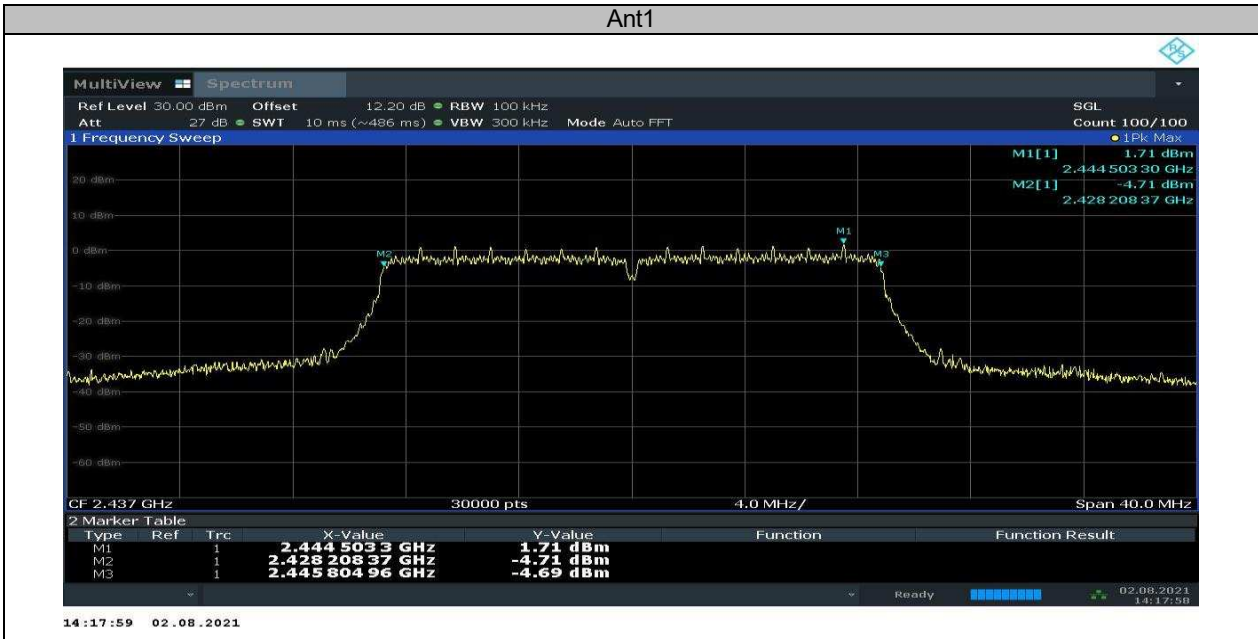 Ant1
R&S
MultiView Spectrum
Ref Level 30.00 dBm Offset 12.20 dB RBW 100 kHz SGL
Att 27 dB SWT 10 ms (~486 ms) VBW 300 kHz Mode Auto FFT Count 100/100
1 Frequency Sweep 1Pk Max
M1[1] 1.71 dBm
2.444 503 30 GHz
20 dBm
M2[1] -4.71 dBm
2.428 208 37 GHz
10 dBm
M1
0 dBm
M2 M3
-10 dBm
-20 dBm
-30 dBm
-40 dBm
-50 dBm
-60 dBm
CF 2.437 GHz 30000 pts 4.0 MHz/ Span 40.0 MHz
2 Marker Table
Type Ref Trc X-Value Y-Value Function Function Result
M1 1 2.444 503 3 GHz 1.71 dBm
M2 1 2.428 208 37 GHz -4.71 dBm
M3 1 2.445 804 96 GHz -4.69 dBm
Ready 02.08.2021
14:17:58
14:17:59 02.08.2021